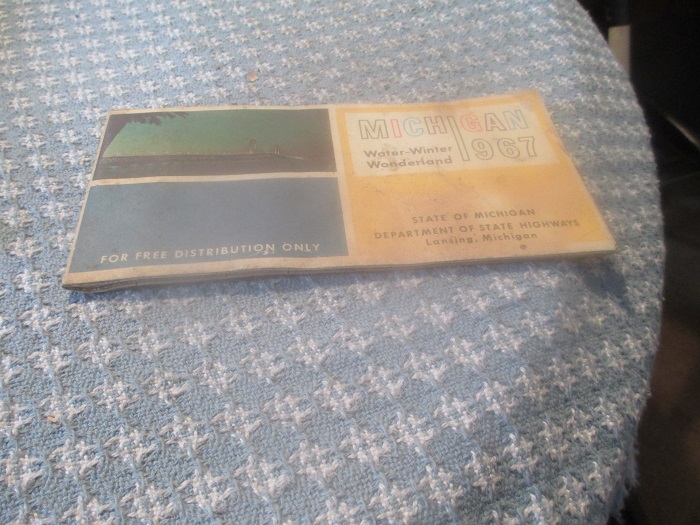 MICHIGAN
Water-Winter
Wonderland
1967
STATE OF MICHIGAN
DEPARTMENT OF STATE HIGHWAYS
Lansing, Michigan
FOR FREE DISTRIBUTION ONLY